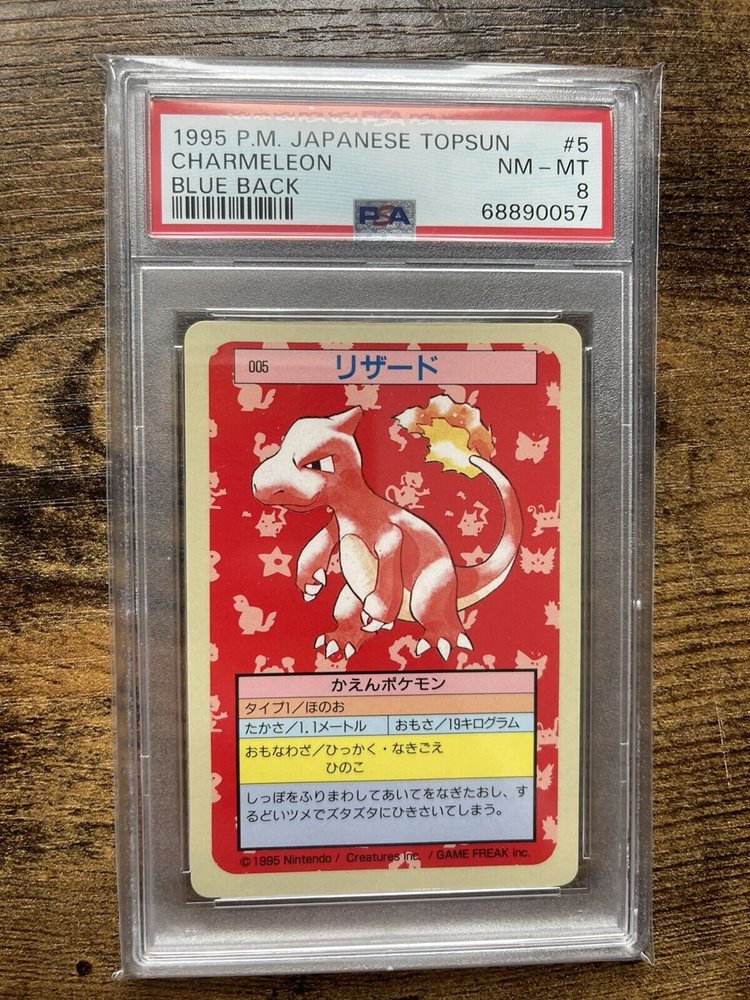 1995 P.M. JAPANESE TOPSUN #5
CHARMELEON NM - MT
BLUE BACK 8
PSA 68890057
005 リザード
かえんポケモン
タイプ1/ほのお
たかさ/1.1メートル おもさ/19キログラム
おもなわざ/ひっかく・なきごえ
ひのこ
しっぽをふりまわしてあいてをなぎたおし、す
るどいツメでズタズタにひきさいてしまう。
© 1995 Nintendo / Creatures inc. / GAME FREAK inc.